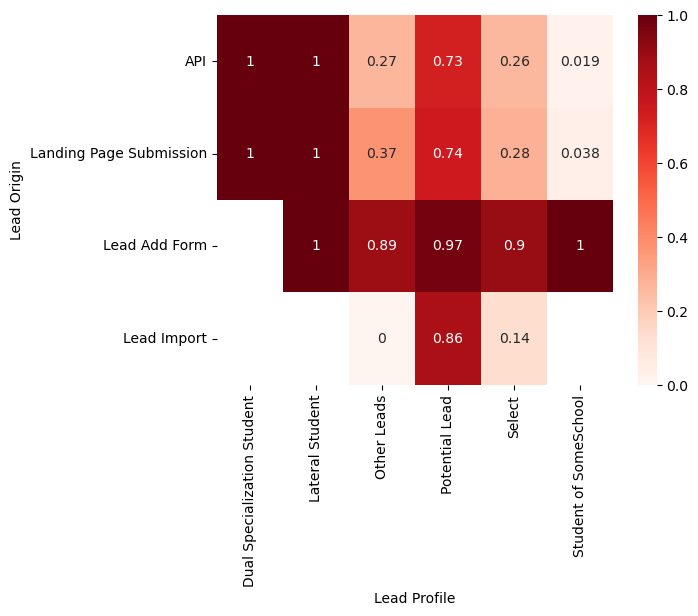 API
1 1 0.27 0.73 0.26 0.019
Landing Page Submission
1 1 0.37 0.74 0.28 0.038
Lead Add Form
1 0.89 0.97 0.9 1
Lead Import
0 0.86 0.14
Lead Origin
Dual Specialization Student
Lateral Student
Other Leads
Potential Lead
Select
Student of SomeSchool
Lead Profile
1.0
0.8
0.6
0.4
0.2
0.0